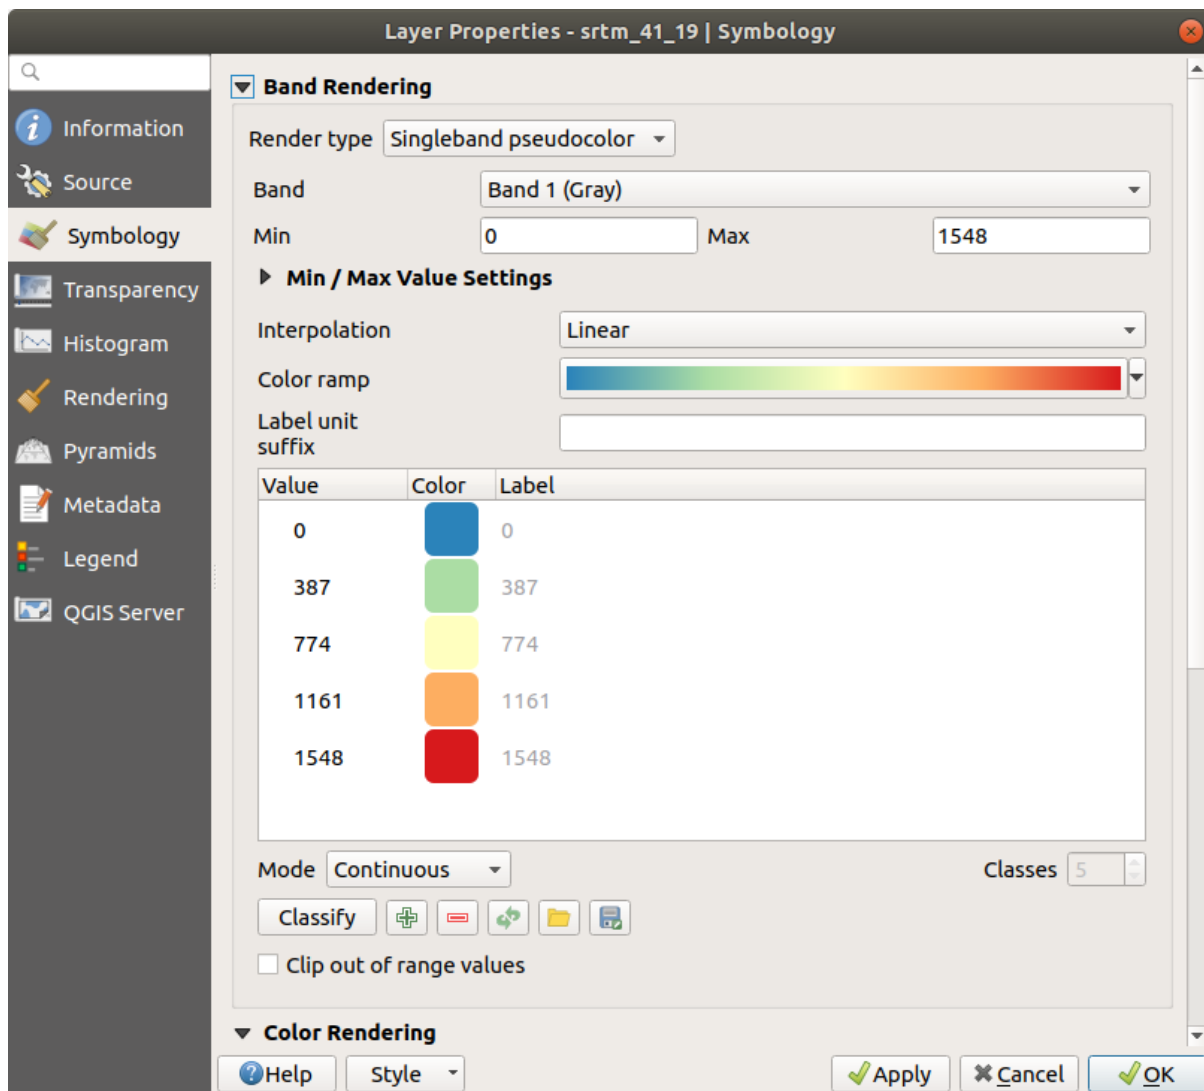 Layer Properties - srtm_41_19 | Symbology
Information
Source
Symbology
Transparency
Histogram
Rendering
Pyramids
Metadata
Legend
QGIS Server
Band Rendering
Render type Singleband pseudocolor
Band Band 1 (Gray)
Min 0 Max 1548
Min / Max Value Settings
Interpolation Linear
Color ramp
Label unit
suffix
Value Color Label
0 0
387 387
774 774
1161 1161
1548 1548
Mode Continuous Classes 5
Classify
Clip out of range values
Color Rendering
Help Style Apply Cancel OK